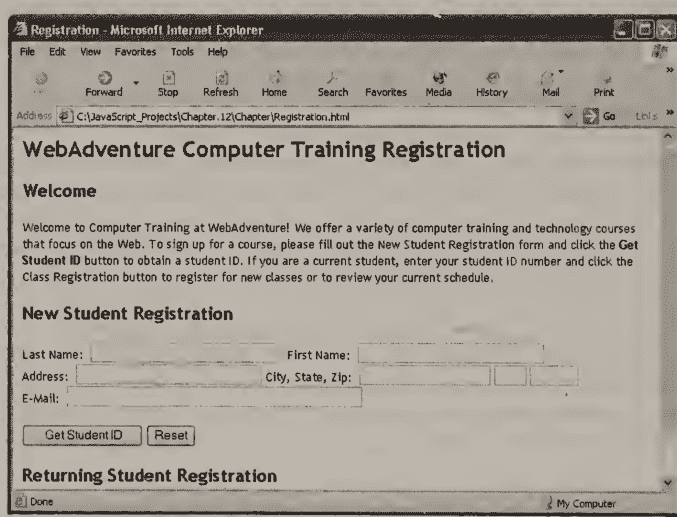 Registration - Microsoft Internet Explorer
File Edit View Favorites Tools Help
Forward Stop Refresh Home Search Favorites Media History Mail Print
Address C:\JavaScript_Projects\Chapter.12\Chapter\Registration.html Go Links
WebAdventure Computer Training Registration
Welcome
Welcome to Computer Training at WebAdventure! We offer a variety of computer training and technology courses
that focus on the Web. To sign up for a course, please fill out the New Student Registration form and click the Get
Student ID button to obtain a student ID. If you are a current student, enter your student ID number and click the
Class Registration button to register for new classes or to review your current schedule.
New Student Registration
Last Name: First Name:
Address: City, State, Zip:
E-Mail:
Get Student ID Reset
Returning Student Registration
Done My Computer